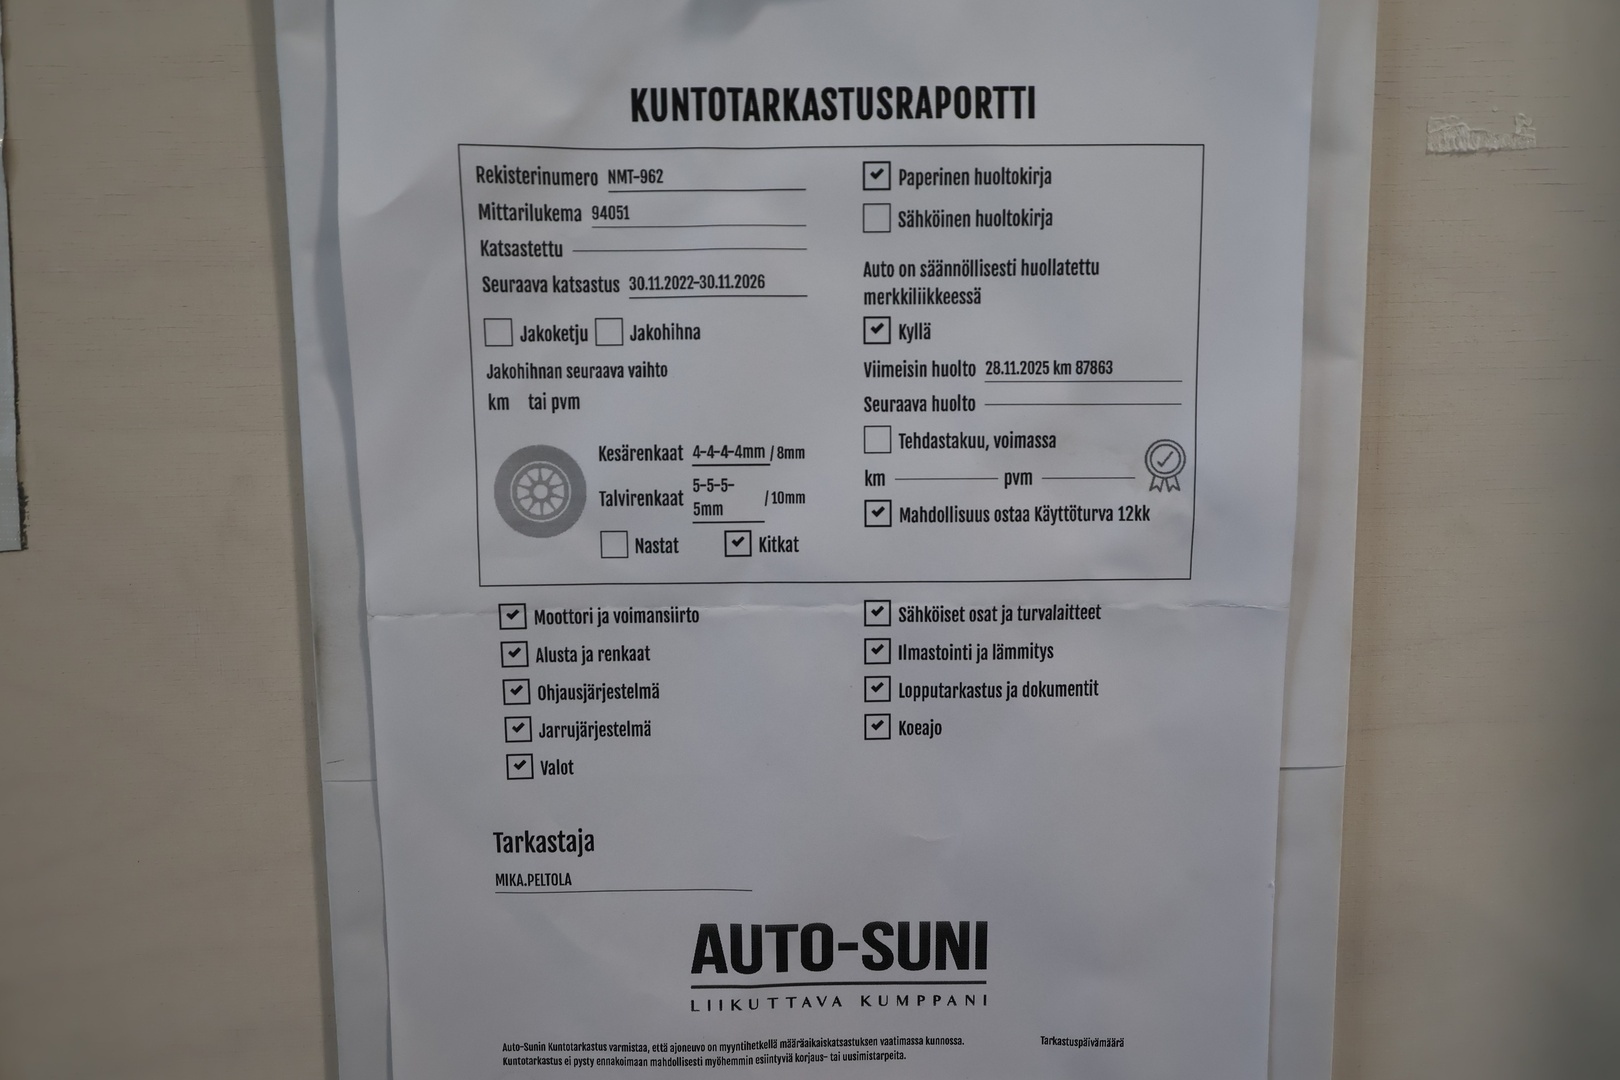 KUNTOTARKASTUSRAPORTTI
Rekisterinumero NMT-962
Mittarilukema 94051
Katsastettu
Seuraava katsastus 30.11.2022-30.11.2026
Jakoketju Jakohihna
Jakohihnan seuraava vaihto
km tai pvm
Kesärenkaat 4-4-4-4mm / 8mm
Talvirenkaat 5-5-5-
5mm / 10mm
Nastat Kitkat
Paperinen huoltokirja
Sähköinen huoltokirja
Auto on säännöllisesti huollatettu
merkkiliikkeessä
Kyllä
Viimeisin huolto 28.11.2025 km 87863
Seuraava huolto
Tehdastakuu, voimassa
km pvm
Mahdollisuus ostaa Käyttöturva 12kk
Moottori ja voimansiirto
Alusta ja renkaat
Ohjausjärjestelmä
Jarrujärjestelmä
Valot
Sähköiset osat ja turvalaitteet
Ilmastointi ja lämmitys
Lopputarkastus ja dokumentit
Koeajo
Tarkastaja
MIKA.PELTOLA
AUTO-SUNI
LIIKUTTAVA KUMPPANI
Auto-Sunin Kuntotarkastus varmistaa, että ajoneuvo on myyntihetkellä määräaikaiskatsastuksen vaatimassa kunnossa.
Kuntotarkastus ei pysty ennakoimaan mahdollisesti myöhemmin esiintyviä korjaus- tai uusimistarpeita.
Tarkastuspäivämäärä